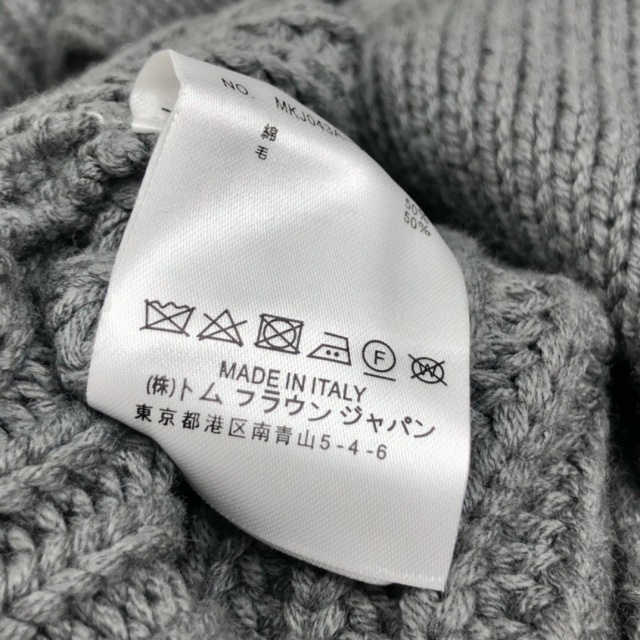 NO. MKJ043A
綿 50%
毛 50%
F
MADE IN ITALY
(株)トム ブラウン ジャパン
東京都港区南青山5-4-6